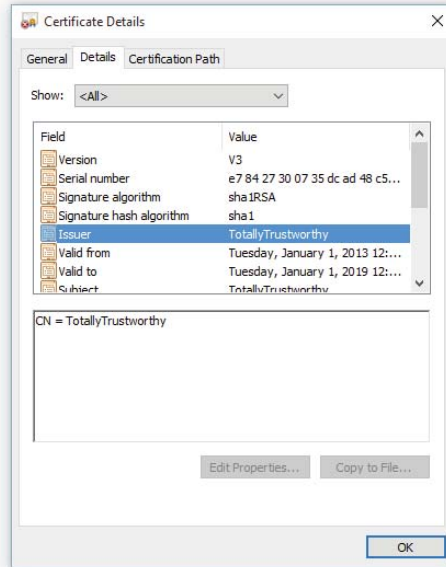 Certificate Details
General Details Certification Path
Show: <All>
Field Value
Version V3
Serial number e7 84 27 30 07 35 dc ad 48 c5...
Signature algorithm sha1RSA
Signature hash algorithm sha1
Issuer TotallyTrustworthy
Valid from Tuesday, January 1, 2013 12:...
Valid to Tuesday, January 1, 2019 12:...
Subject TotallyTrustworthy
CN = TotallyTrustworthy
Edit Properties... Copy to File...
OK